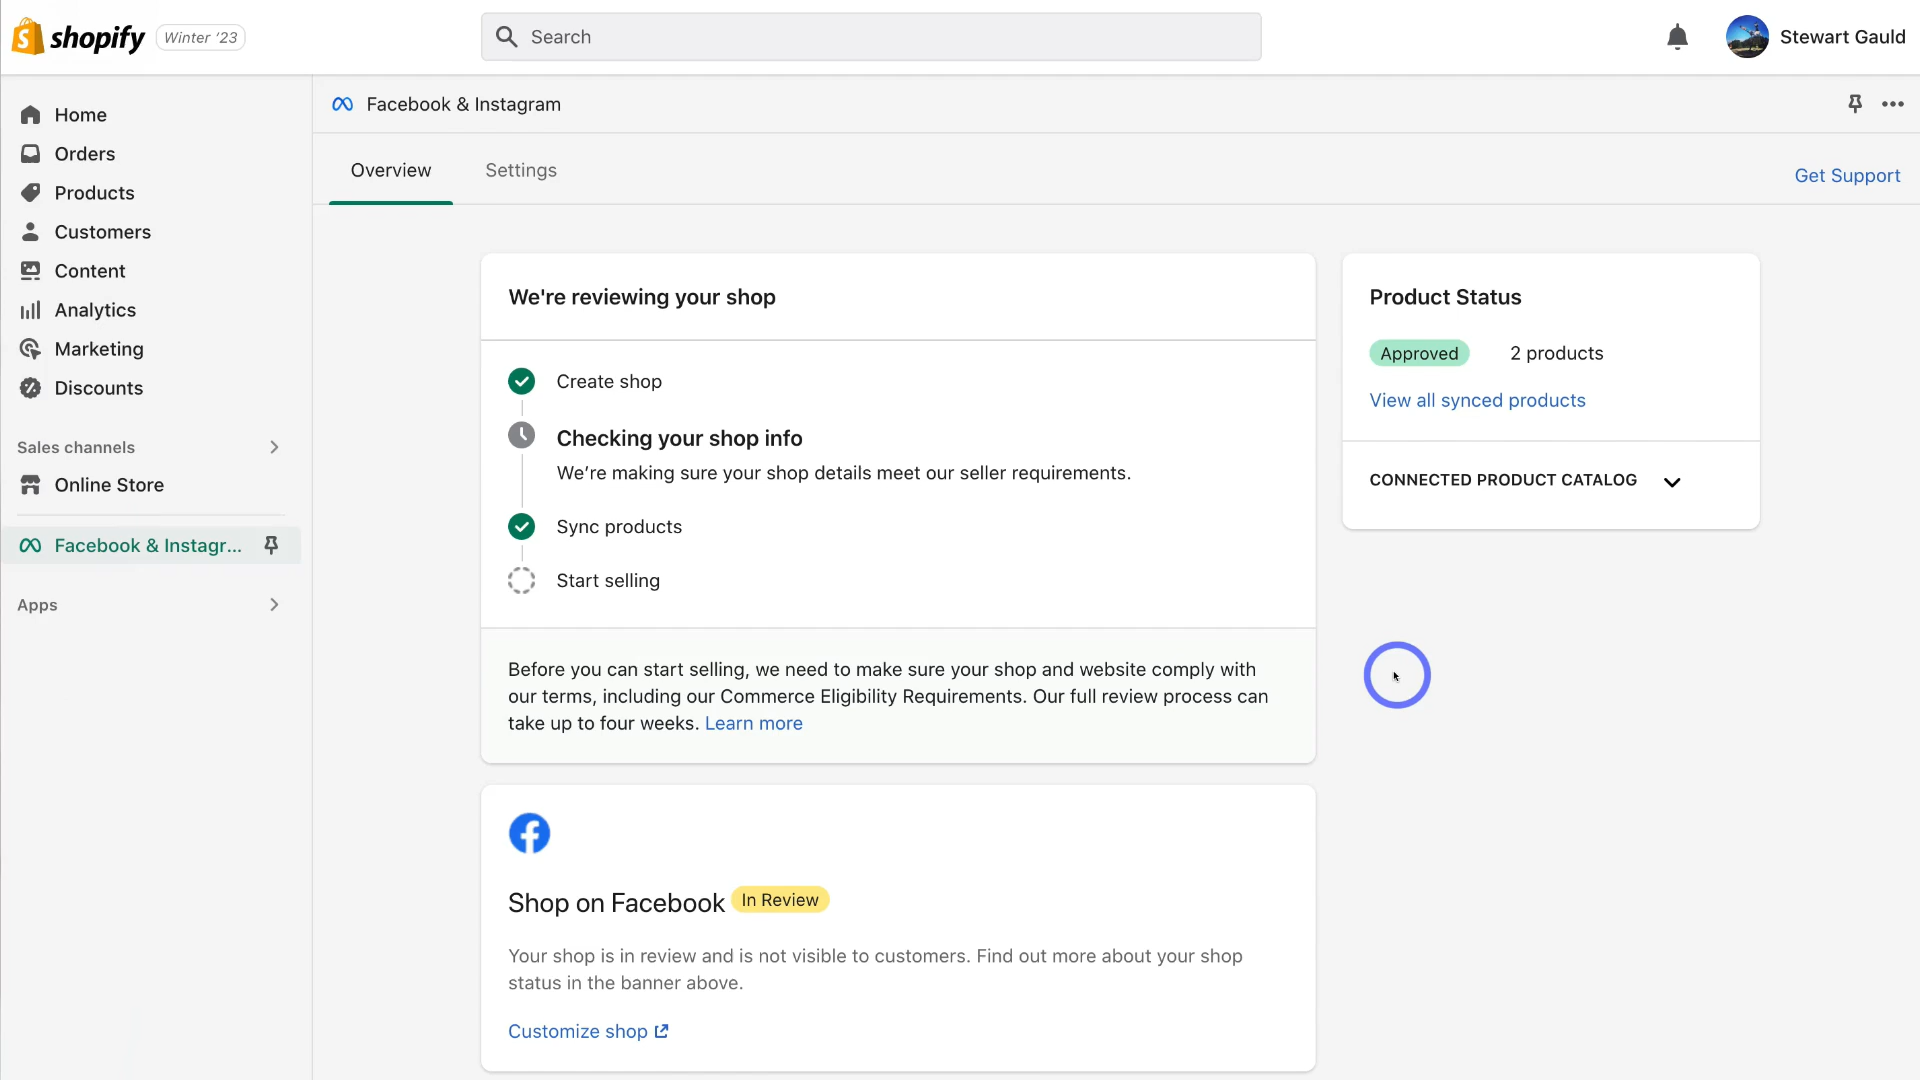 shopify
Winter '23
Search
Stewart Gauld
Home
Orders
Products
Customers
Content
Analytics
Marketing
Discounts
Sales channels
Online Store
Facebook & Instagr...
Apps
Facebook & Instagram
Overview
Settings
Get Support
We're reviewing your shop
Create shop
Checking your shop info
We’re making sure your shop details meet our seller requirements.
Sync products
Start selling
Before you can start selling, we need to make sure your shop and website comply with
our terms, including our Commerce Eligibility Requirements. Our full review process can
take up to four weeks. Learn more
Shop on Facebook In Review
Your shop is in review and is not visible to customers. Find out more about your shop
status in the banner above.
Customize shop
Product Status
Approved 2 products
View all synced products
CONNECTED PRODUCT CATALOG